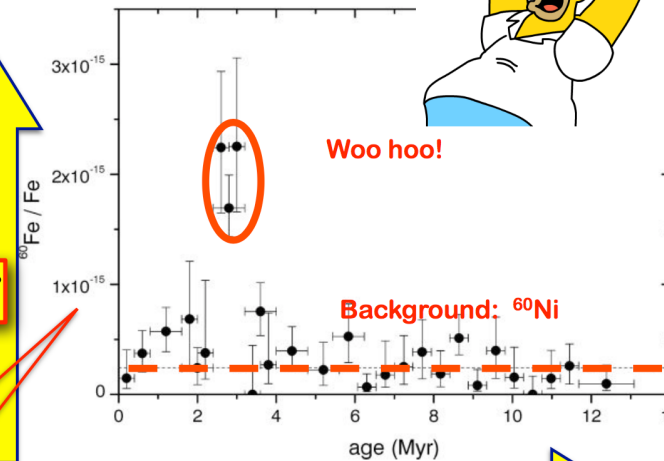 3x10⁻¹⁵
Woo hoo!
2x10⁻¹⁵
⁶⁰Fe / Fe
1x10⁻¹⁵
Background: ⁶⁰Ni
0
0 2 4 6 8 10 12
age (Myr)